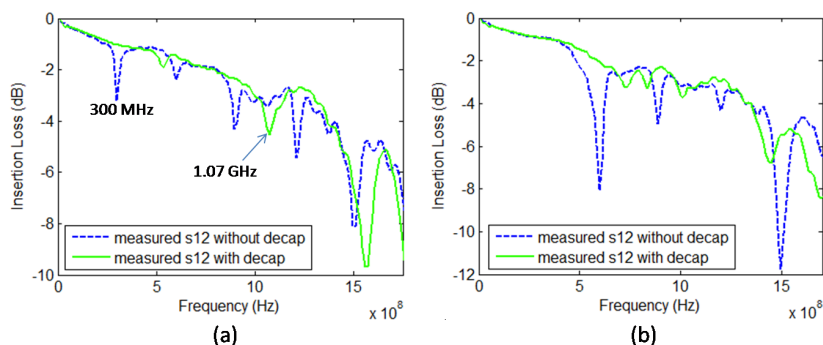 0
-2
-4
-6
-8
-10
Insertion Loss (dB)
300 MHz
1.07 GHz
measured s12 without decap
measured s12 with decap
0
5
10
15
Frequency (Hz)
x 10^8
(a)
0
-2
-4
-6
-8
-10
-12
Insertion Loss (dB)
measured s12 without decap
measured s12 with decap
0
5
10
15
Frequency (Hz)
x 10^8
(b)